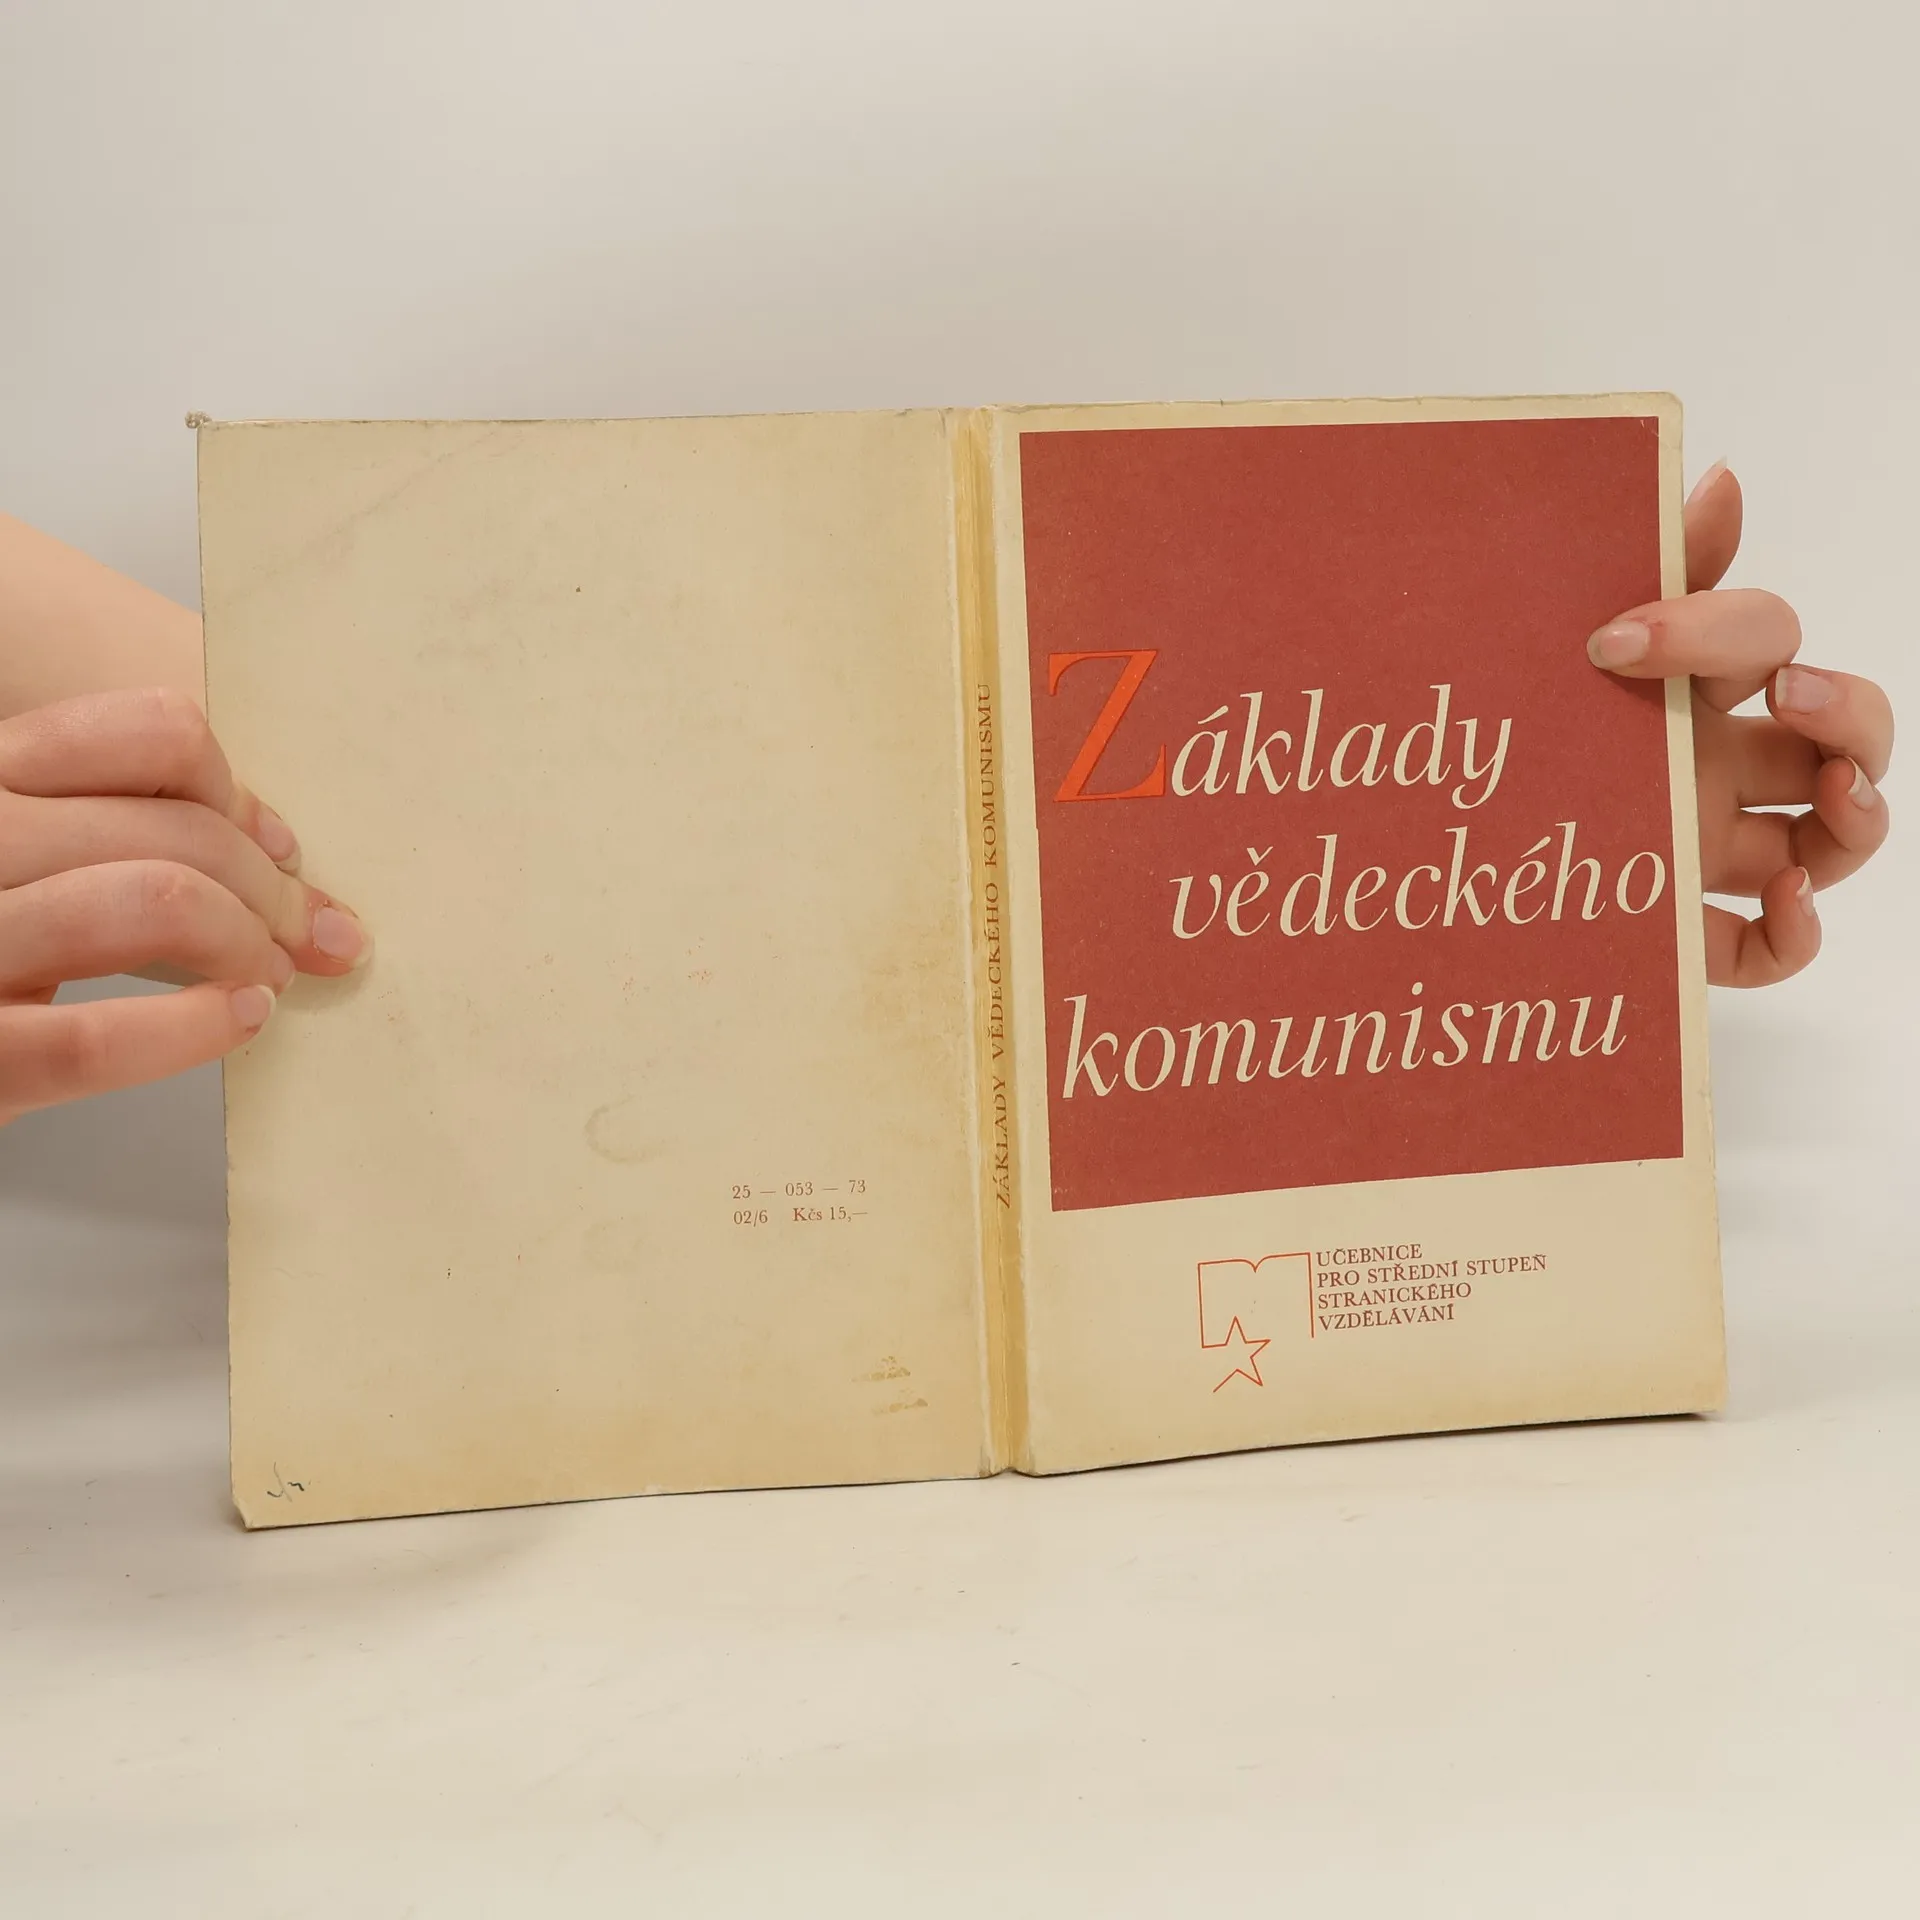 25 — 053 — 73
02/6 Kčs 15,—
ZÁKLADY VĚDECKÉHO KOMUNISMU
Základy
vědeckého
komunismu
UČEBNICE
PRO STŘEDNÍ STUPEŇ
STRANICKÉHO
VZDĚLÁVÁNÍ